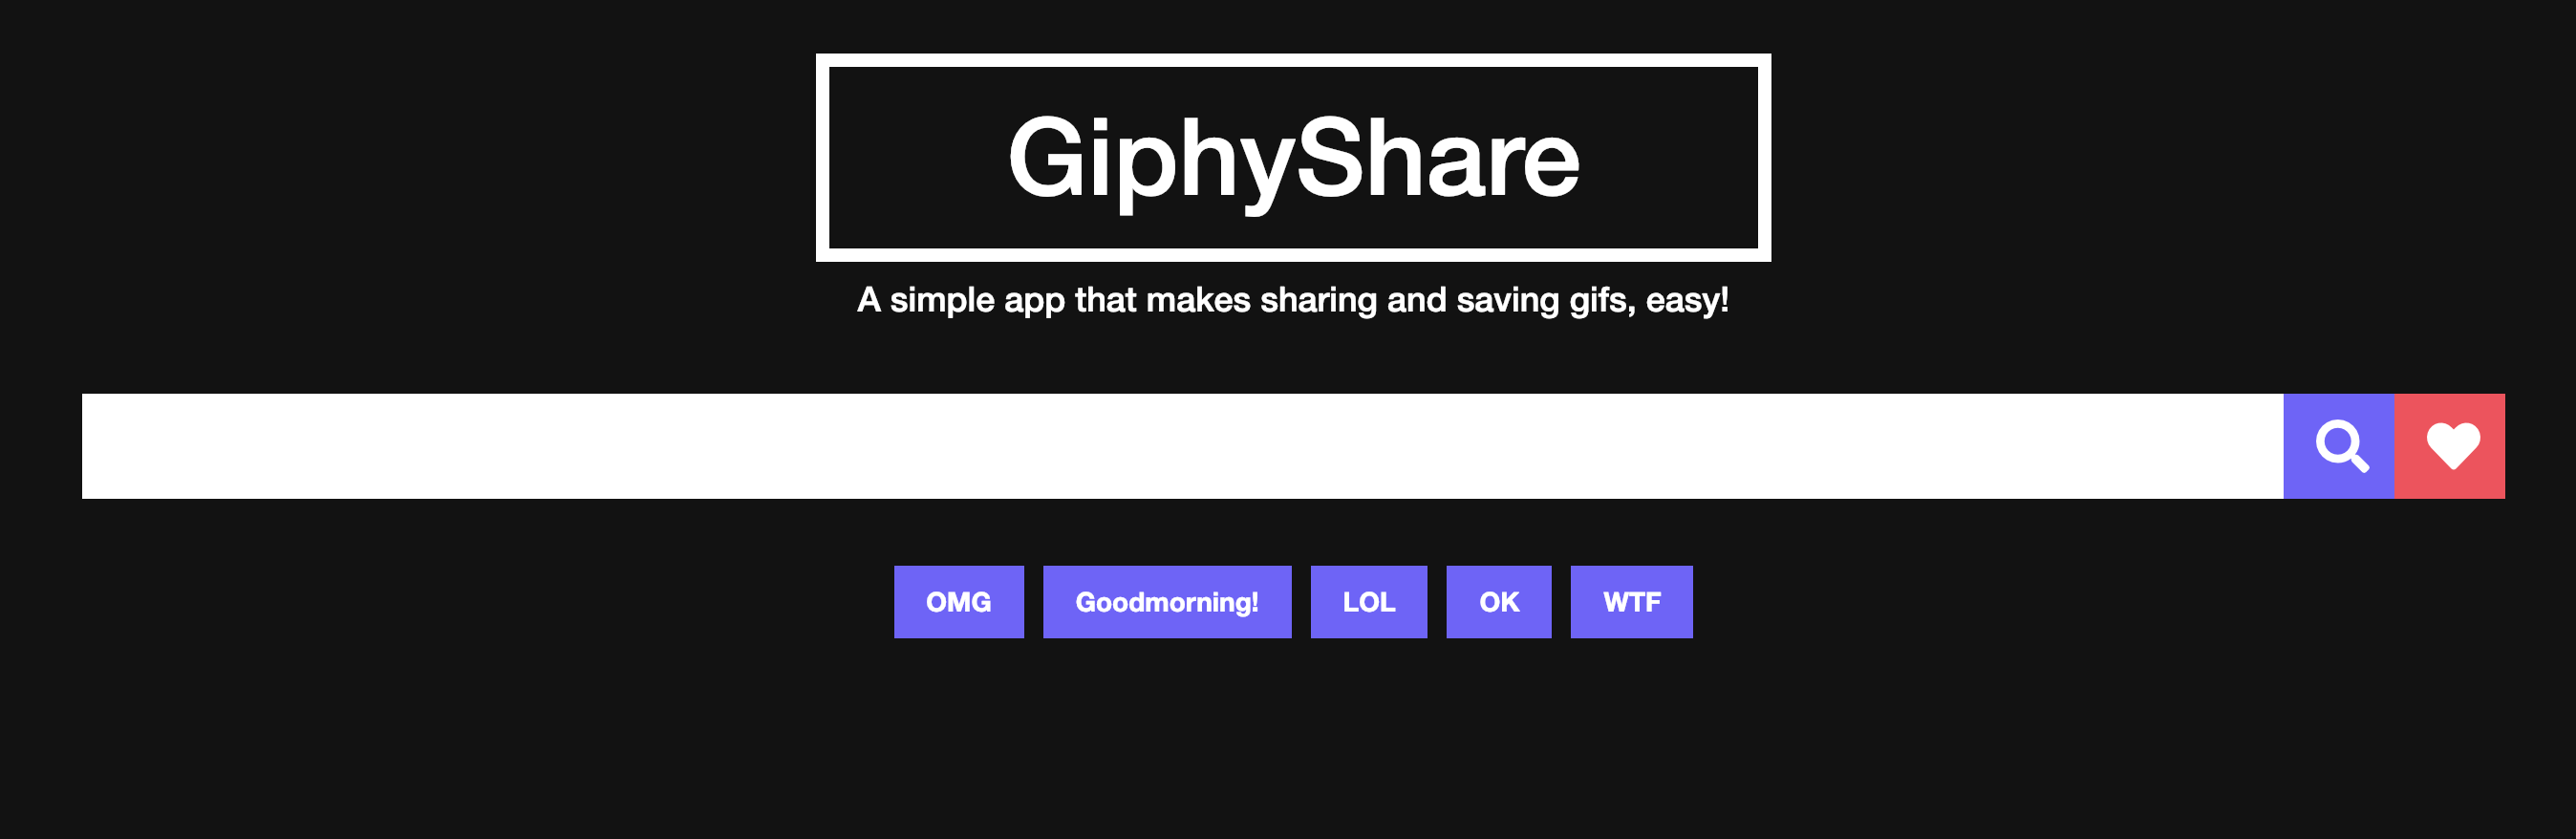 GiphyShare
A simple app that makes sharing and saving gifs, easy!
OMG Goodmorning! LOL OK WTF